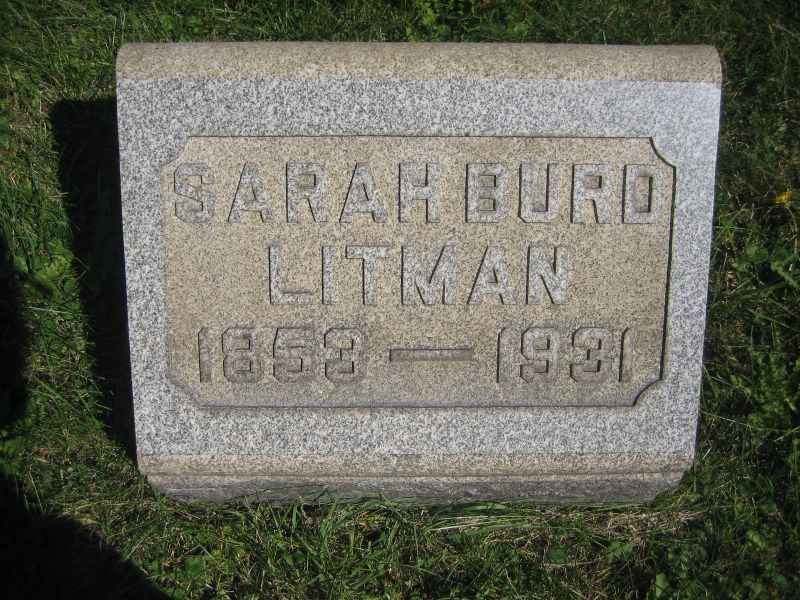 SARAH BURD
LITMAN
1853 — 1931